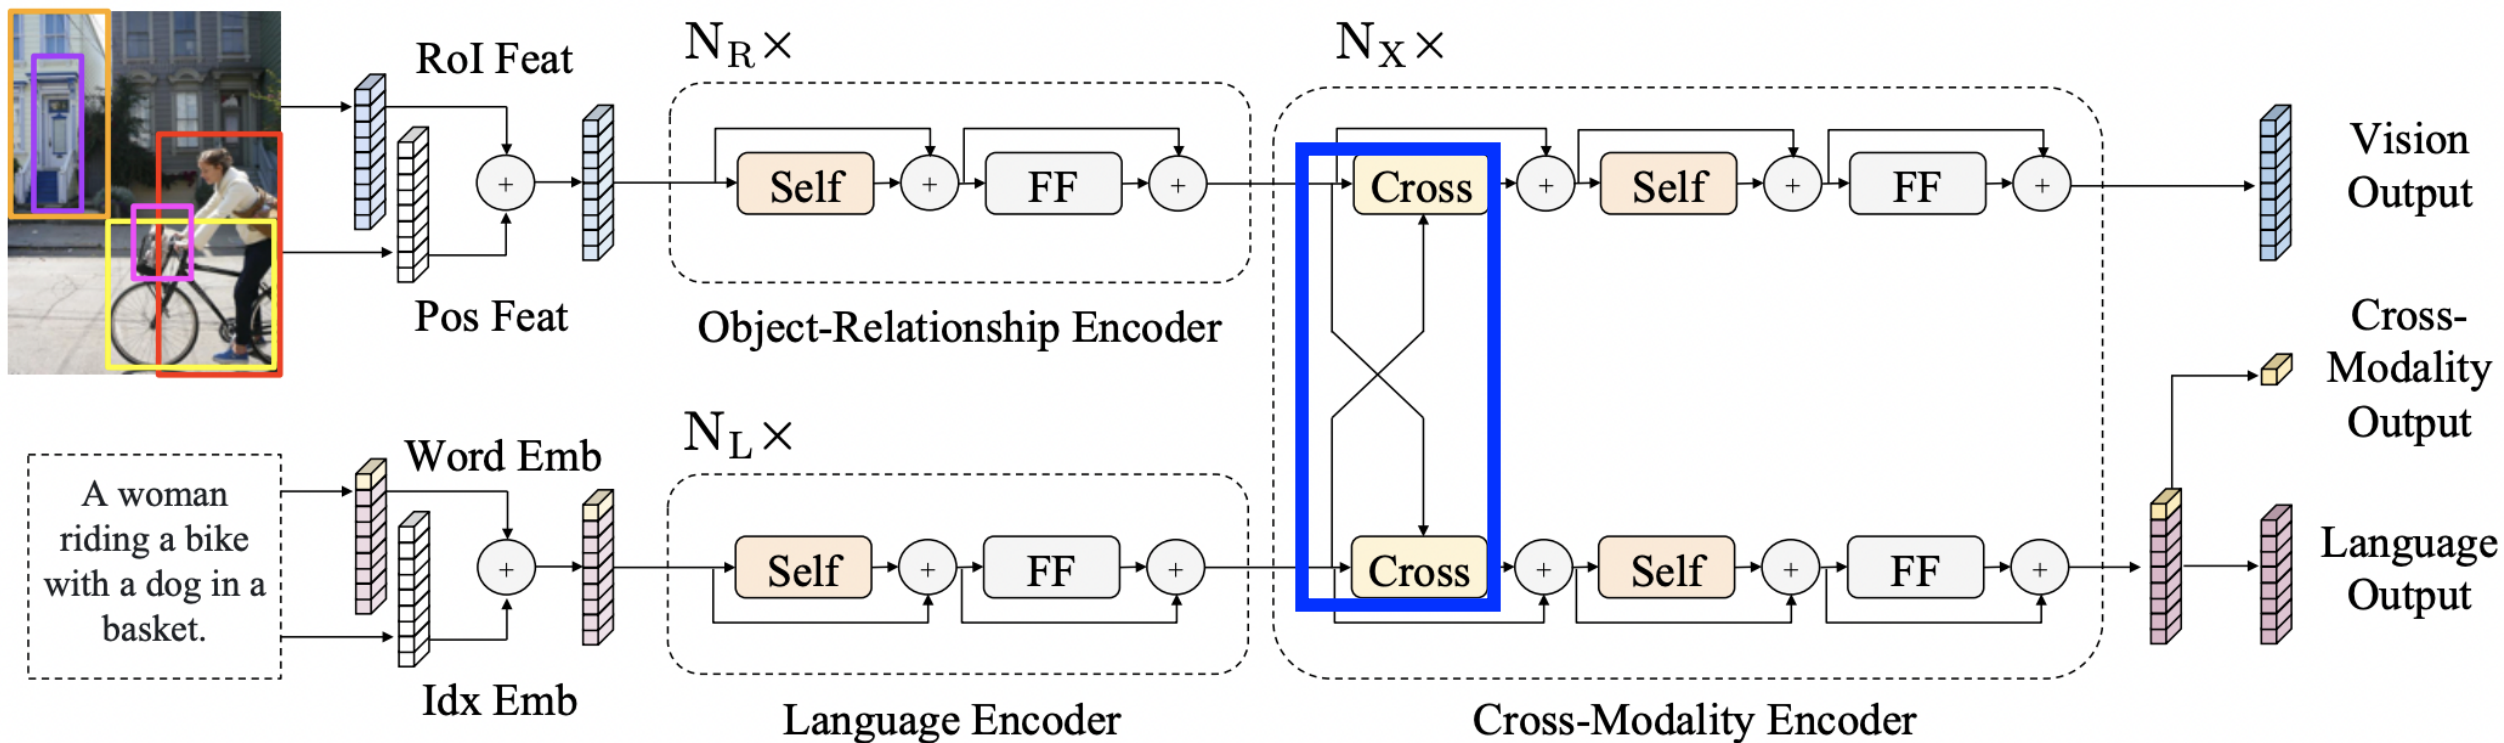 RoI Feat
Pos Feat
N_R ×
Self
+
FF
+
+
Object-Relationship Encoder
N_X ×
Cross
+
Self
+
FF
+
Vision
Output
Cross-
Modality
Output
A woman
riding a bike
with a dog in a
basket.
Word Emb
Idx Emb
+
N_L ×
Self
+
FF
+
Language Encoder
Cross
+
Self
+
FF
+
Cross-Modality Encoder
Language
Output